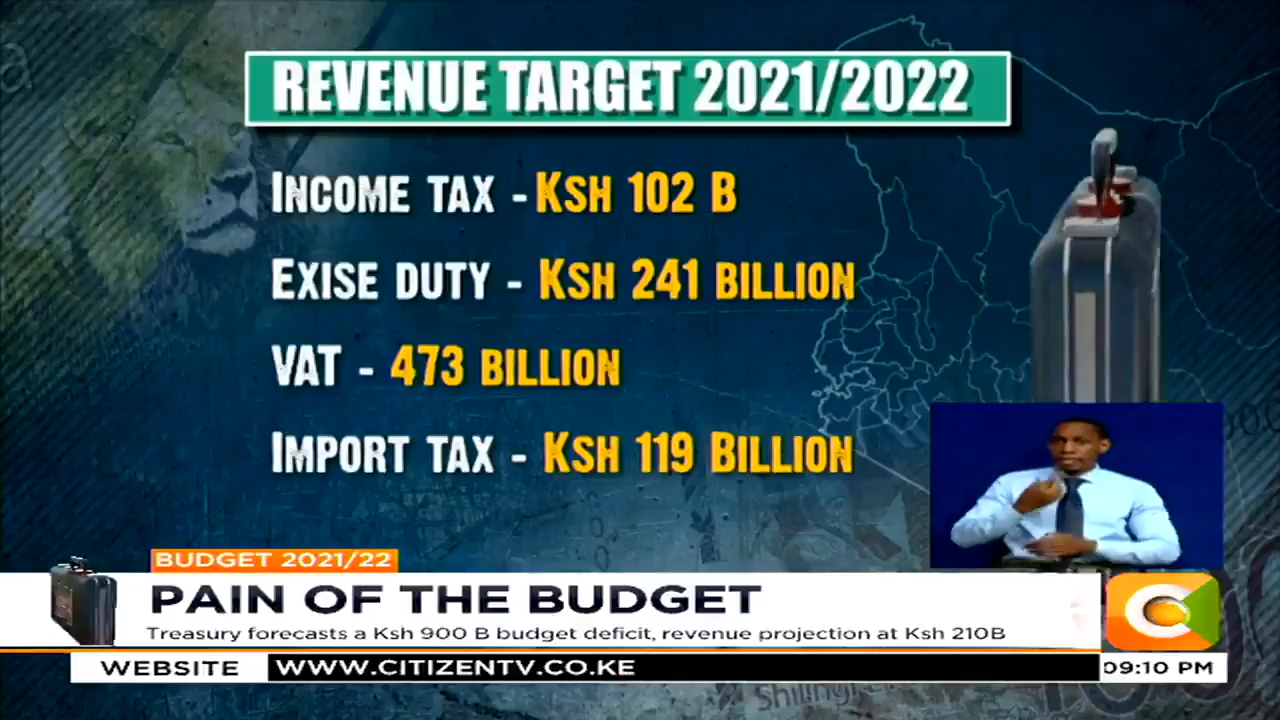 REVENUE TARGET 2021/2022
INCOME TAX - KSH 102 B
EXISE DUTY - KSH 241 BILLION
VAT - 473 BILLION
IMPORT TAX - KSH 119 BILLION
BUDGET 2021/22
PAIN OF THE BUDGET
Treasury forecasts a Ksh 900 B budget deficit, revenue projection at Ksh 210B
WEBSITE WWW.CITIZENTV.CO.KE 09:10 PM